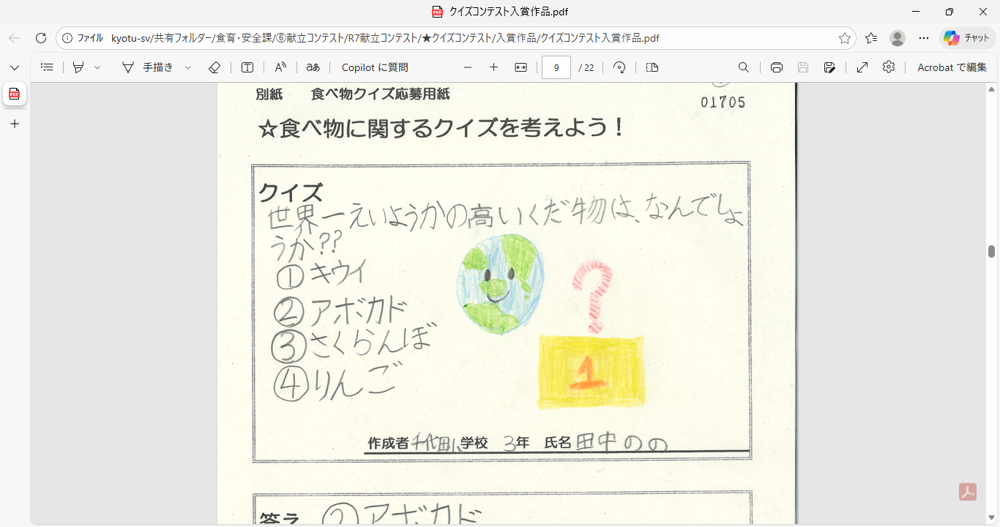 クイズコンテスト入賞作品.pdf
ファイル kyotu-sv/共有フォルダー/食育・安全課/⑥献立コンテスト/R7献立コンテスト/★クイズコンテスト/入賞作品/クイズコンテスト入賞作品.pdf
チャット
手描き
aあ
Copilot に質問
9 / 22
Acrobat で編集
別紙 食べ物クイズ応募用紙
01705
☆食べ物に関するクイズを考えよう!
クイズ
世界一えいようかの高いくだ物は、なんでしょ
うか??
①キウイ
②アボカド
③さくらんぼ
④りんご
1
作成者 千代田小 学校 3年 氏名 田中のの
答え ②アボカド